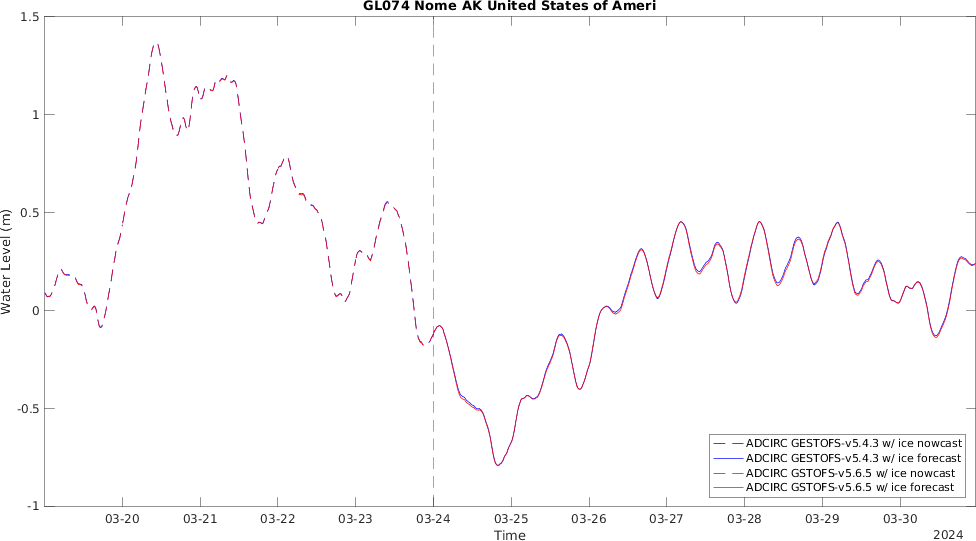 GL074 Nome AK United States of Ameri
1.5
1
0.5
0
-0.5
-1
Water Level (m)
ADCIRC GESTOFS-v5.4.3 w/ ice nowcast
ADCIRC GESTOFS-v5.4.3 w/ ice forecast
ADCIRC GSTOFS-v5.6.5 w/ ice nowcast
ADCIRC GSTOFS-v5.6.5 w/ ice forecast
03-20 03-21 03-22 03-23 03-24 03-25 03-26 03-27 03-28 03-29 03-30
Time
2024